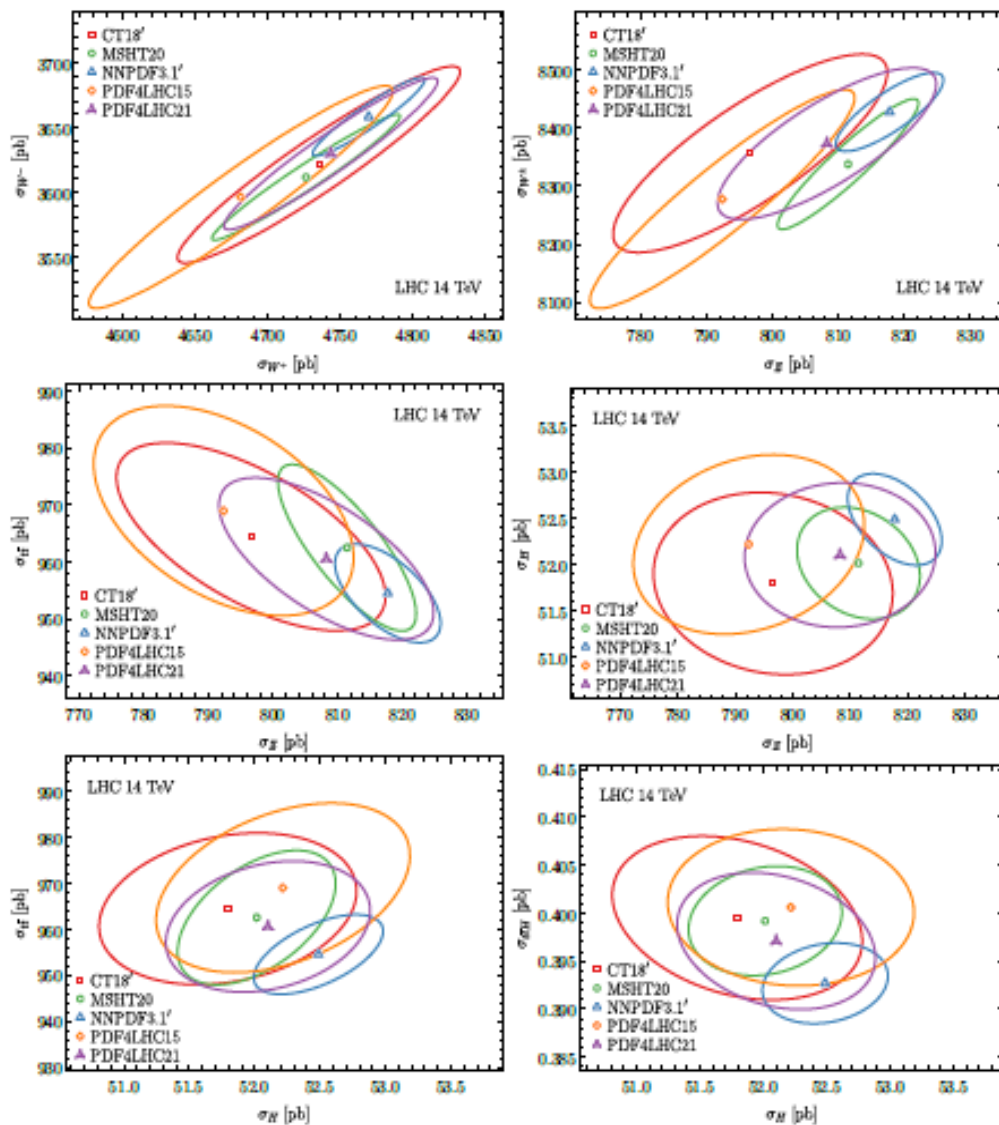 CT18′
MSHT20
NNPDF3.1′
PDF4LHC15
PDF4LHC21
3700
3650
3600
3550
σW− [pb]
LHC 14 TeV
4600 4650 4700 4750 4800 4850
σW+ [pb]
CT18′
MSHT20
NNPDF3.1′
PDF4LHC15
PDF4LHC21
8500
8400
8300
8200
8100
σW± [pb]
LHC 14 TeV
780 790 800 810 820 830
σZ [pb]
LHC 14 TeV
990
980
970
960
950
940
σtt̄ [pb]
CT18′
MSHT20
NNPDF3.1′
PDF4LHC15
PDF4LHC21
770 780 790 800 810 820 830
σZ [pb]
LHC 14 TeV
53.5
53.0
52.5
52.0
51.5
51.0
σH [pb]
CT18′
MSHT20
NNPDF3.1′
PDF4LHC15
PDF4LHC21
770 780 790 800 810 820 830
σZ [pb]
LHC 14 TeV
990
980
970
960
950
940
930
σtt̄ [pb]
CT18′
MSHT20
NNPDF3.1′
PDF4LHC15
PDF4LHC21
51.0 51.5 52.0 52.5 53.0 53.5
σH [pb]
LHC 14 TeV
0.415
0.410
0.405
0.400
0.395
0.390
0.385
[pb]
CT18′
MSHT20
NNPDF3.1′
PDF4LHC15
PDF4LHC21
51.0 51.5 52.0 52.5 53.0 53.5
σH [pb]